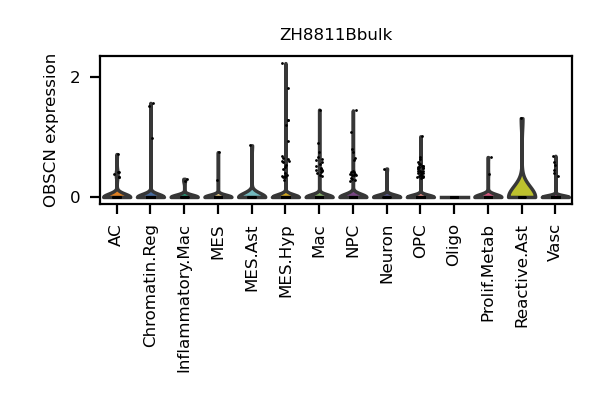 ZH8811Bbulk
OBSCN expression
2
0
AC
Chromatin.Reg
Inflammatory.Mac
MES
MES.Ast
MES.Hyp
Mac
NPC
Neuron
OPC
Oligo
Prolif.Metab
Reactive.Ast
Vasc